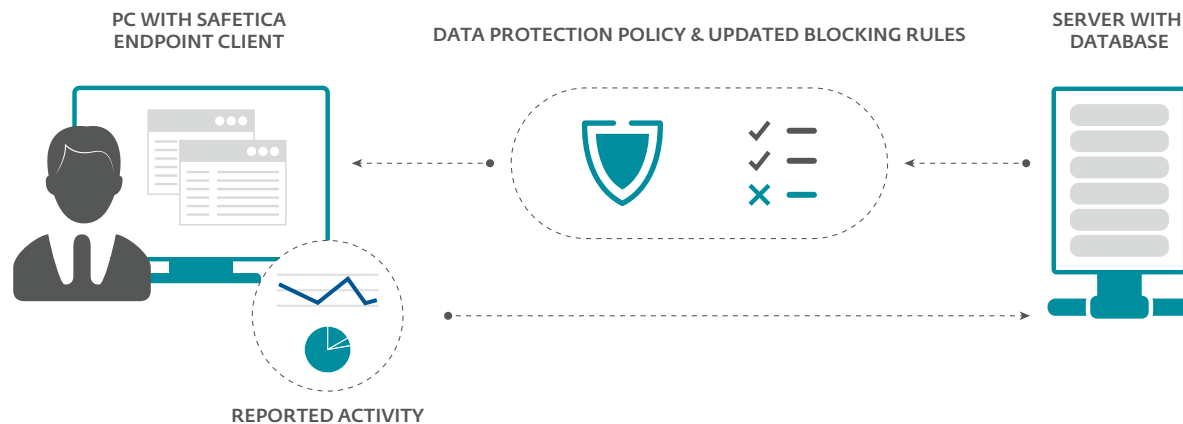 PC WITH SAFETICA
ENDPOINT CLIENT
DATA PROTECTION POLICY & UPDATED BLOCKING RULES
SERVER WITH
DATABASE
REPORTED ACTIVITY